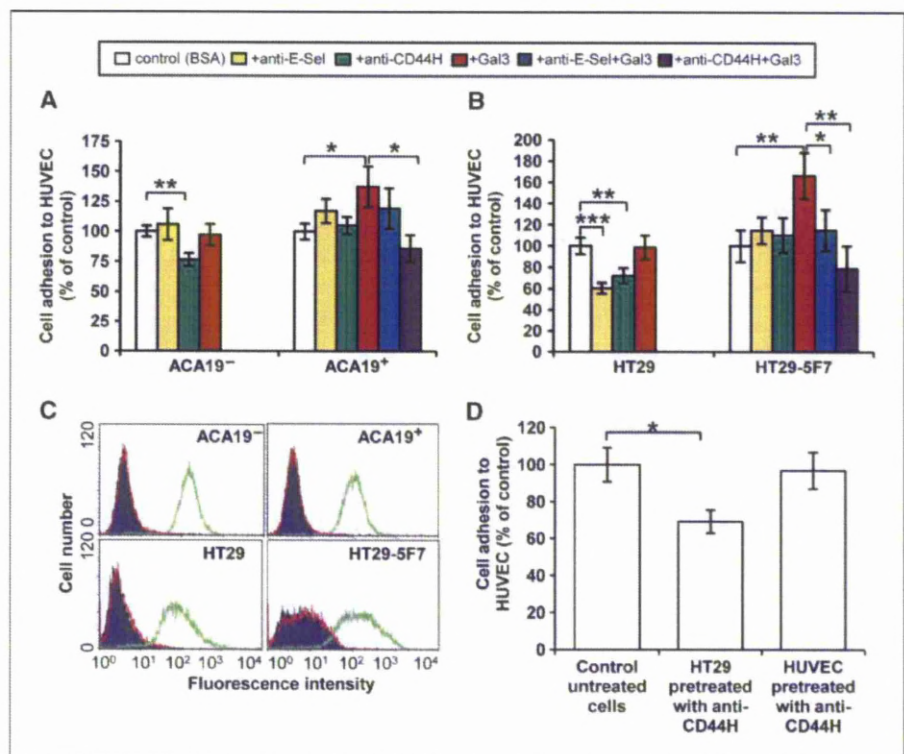 control (BSA) +anti-E-Sel +anti-CD44H +Gal3 +anti-E-Sel+Gal3 +anti-CD44H+Gal3
A
Cell adhesion to HUVEC
(% of control)
175
150
125
100
75
50
25
0
**
*
*
ACA19⁻
ACA19⁺
B
Cell adhesion to HUVEC
(% of control)
200
180
160
140
120
100
80
60
40
20
0
***
**
**
*
**
HT29
HT29-5F7
C
Cell number
120
0
120
0
ACA19⁻
ACA19⁺
HT29
HT29-5F7
10⁰ 10¹ 10² 10³ 10⁴
10⁰ 10¹ 10² 10³ 10⁴
Fluorescence intensity
D
Cell adhesion to
HUVEC (% of control)
120
100
80
60
40
20
0
*
Control
untreated
cells
HT29
pretreated
with anti-
CD44H
HUVEC
pretreated
with anti-
CD44H